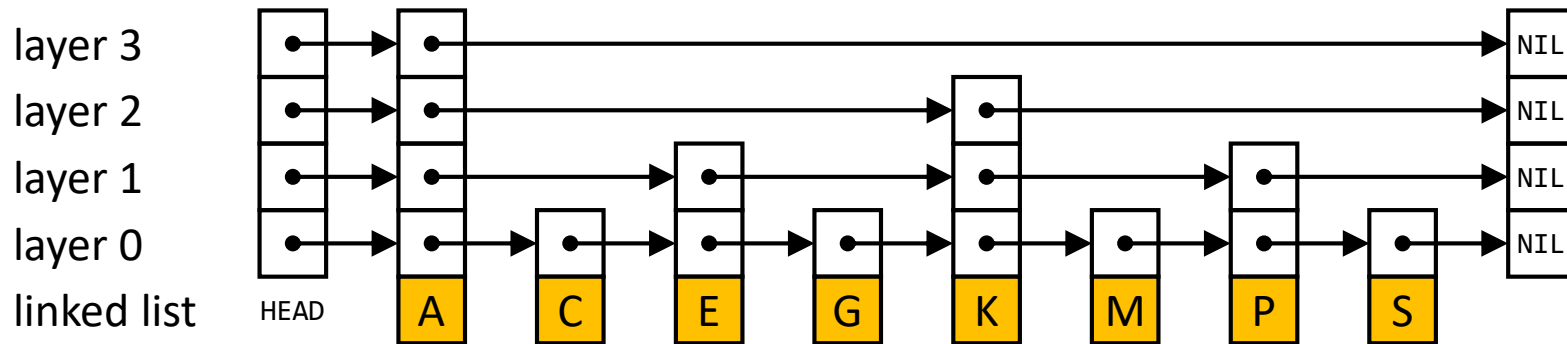 layer 3 NIL
layer 2 NIL
layer 1 NIL
layer 0 NIL
linked list HEAD A C E G K M P S